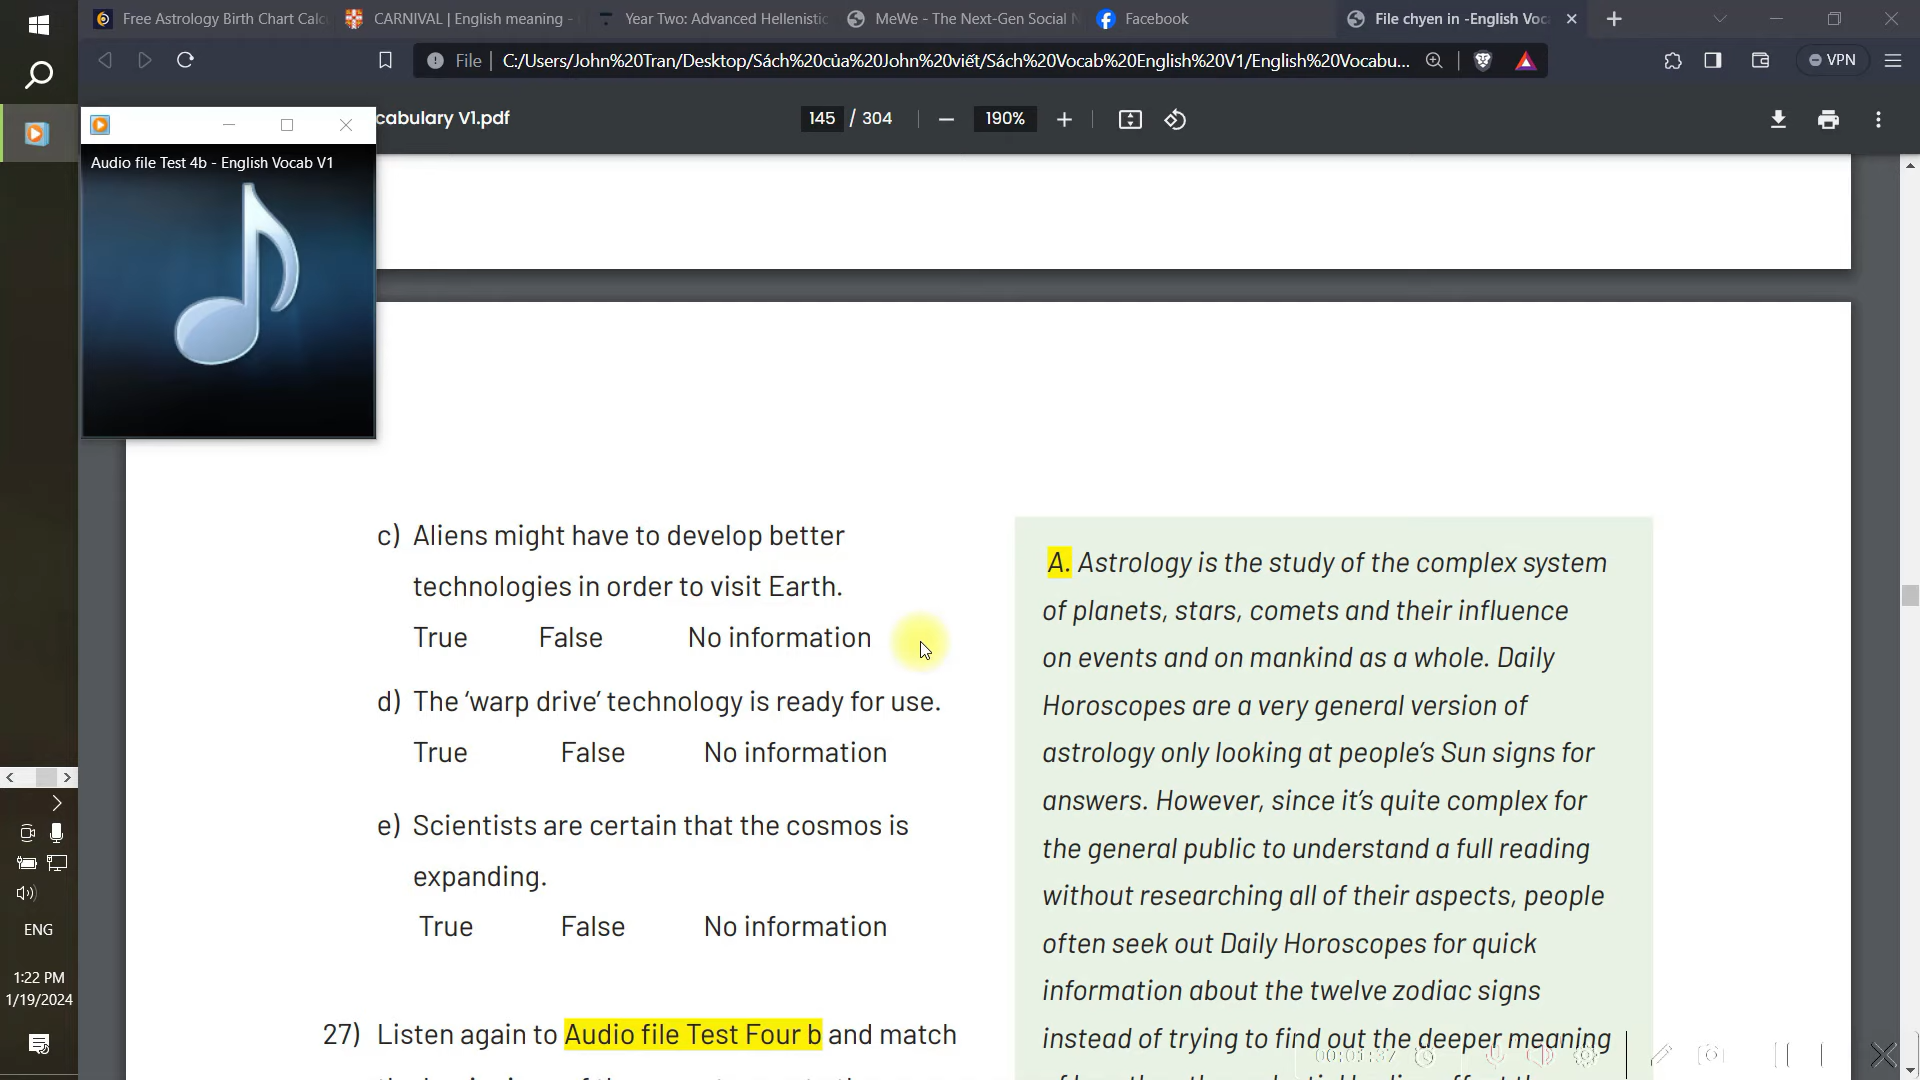 Free Astrology Birth Chart Calc
CARNIVAL | English meaning -
Year Two: Advanced Hellenistic
MeWe - The Next-Gen Social N
Facebook
File chyen in -English Voc
File
C:/Users/John%20Tran/Desktop/Sách%20của%20John%20viết/Sách%20Vocab%20English%20V1/English%20Vocabu...
VPN
cabulary V1.pdf
145 / 304
190%
Audio file Test 4b - English Vocab V1
c) Aliens might have to develop better
technologies in order to visit Earth.
True False No information
d) The ‘warp drive’ technology is ready for use.
True False No information
e) Scientists are certain that the cosmos is
expanding.
True False No information
27) Listen again to Audio file Test Four b and match
A. Astrology is the study of the complex system
of planets, stars, comets and their influence
on events and on mankind as a whole. Daily
Horoscopes are a very general version of
astrology only looking at people’s Sun signs for
answers. However, since it’s quite complex for
the general public to understand a full reading
without researching all of their aspects, people
often seek out Daily Horoscopes for quick
information about the twelve zodiac signs
instead of trying to find out the deeper meaning
00:01:37
ENG
1:22 PM
1/19/2024